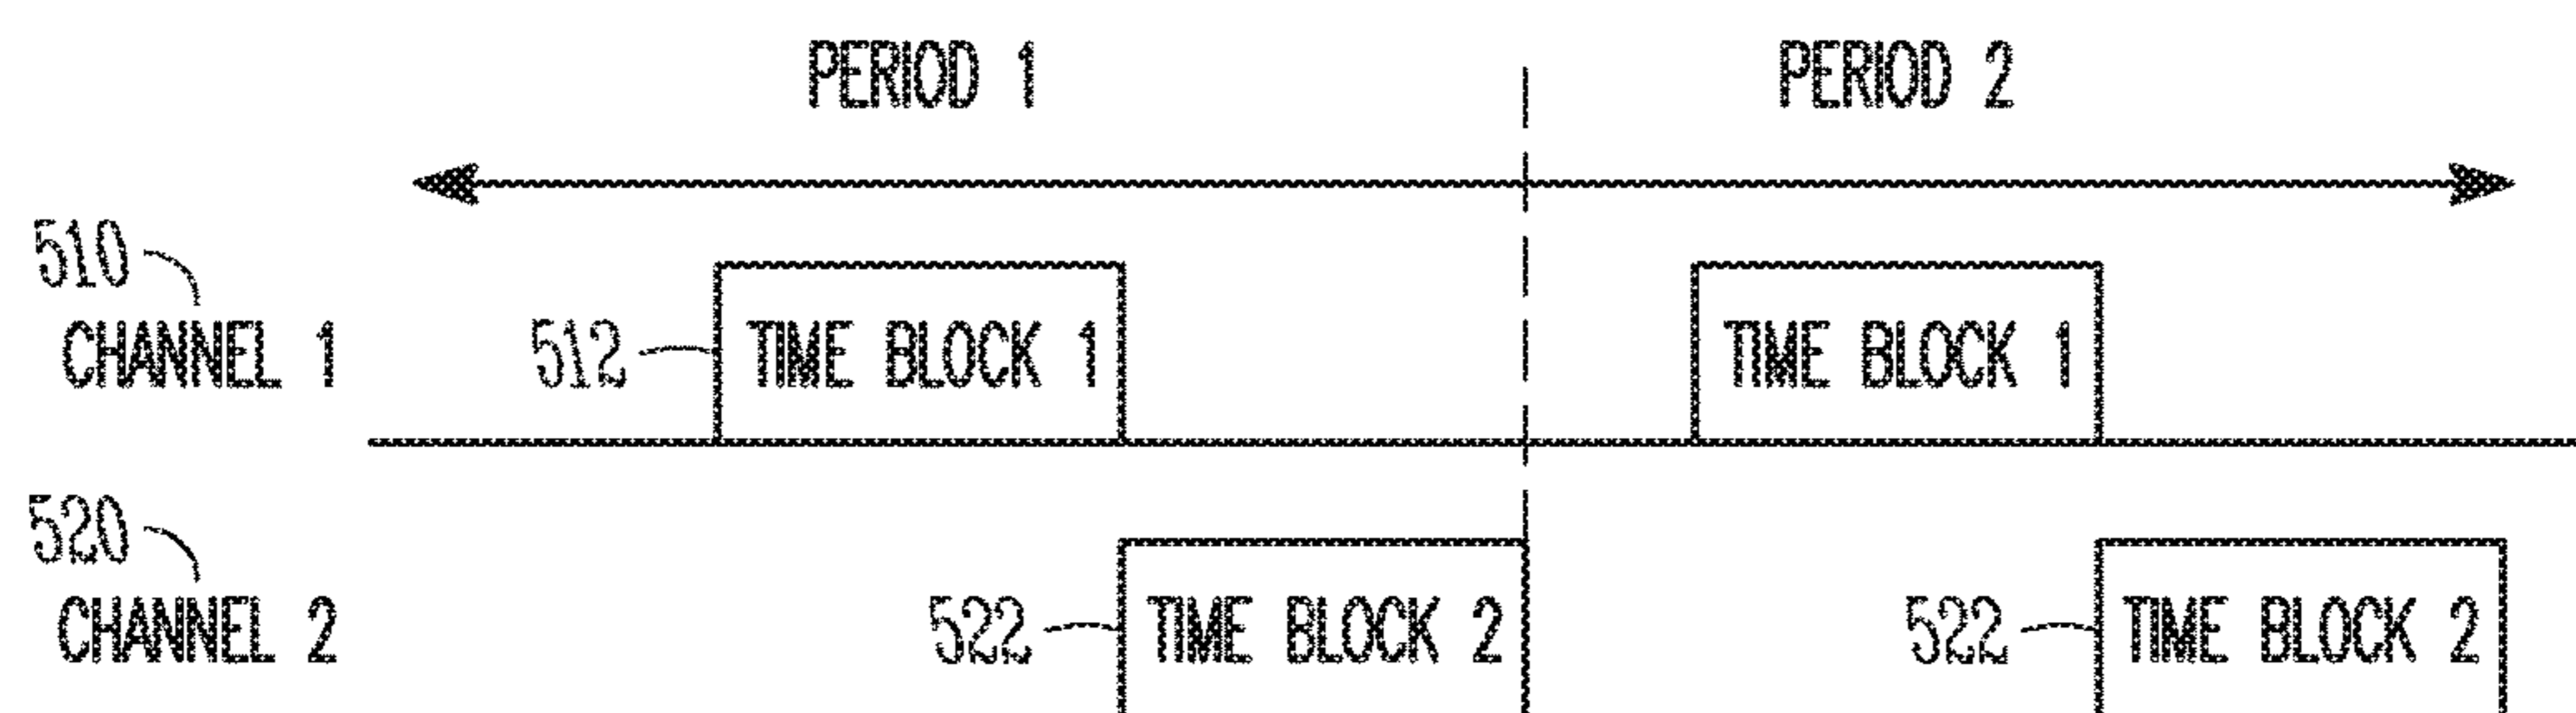 PERIOD 1 PERIOD 2
510
CHANNEL 1 512 TIME BLOCK 1 TIME BLOCK 1
520
CHANNEL 2 522 TIME BLOCK 2 522 TIME BLOCK 2